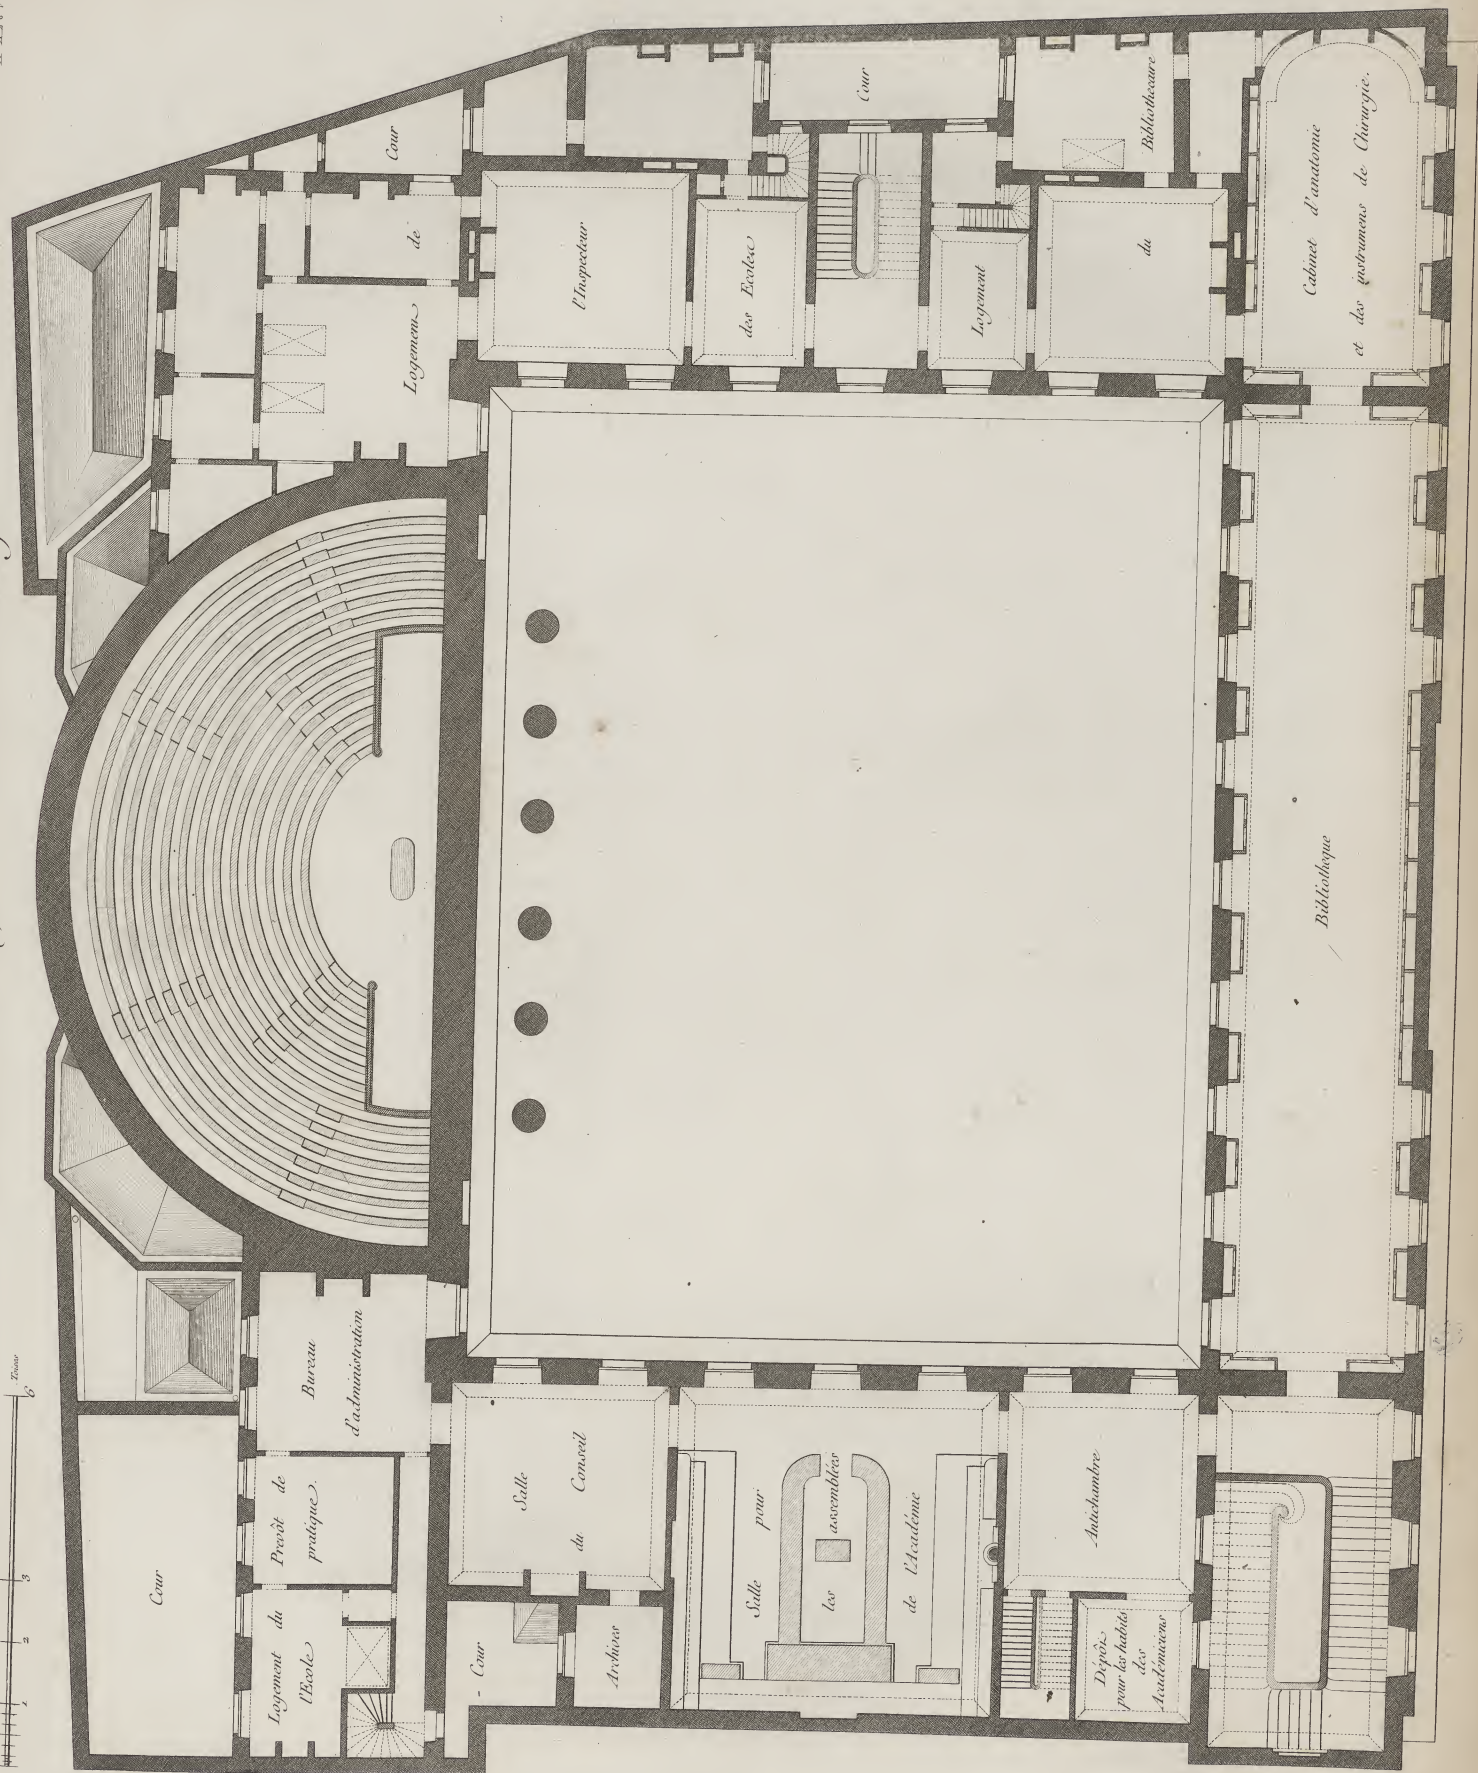 Cour
de
Logement
l'Inspecteur
des Ecoles
Cour
Logement
du
Bibliothecaire
Cabinet d'anatomie
et des instrumens de Chirurgie.
Bibliotheque
Bureau
d'administration
Prevôt de
pratique
Logement du
l'Ecole
Cour
Salle
du Conseil
Cour
Archives
Salle pour
les assemblées
de l'Académie
Antichambre
Dépôt
pour les habits
des
Académiciens
1 2 3 6 Toises